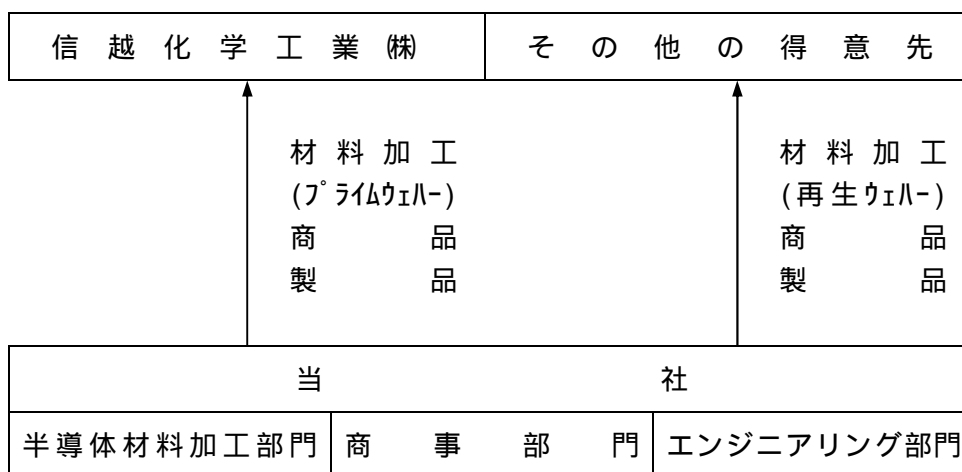 信越化学工業㈱ その他の得意先
材料加工 材料加工
(ﾌﾟﾗｲﾑｳｪﾊｰ) (再生ｳｪﾊｰ)
商品 商品
製品 製品
当社
半導体材料加工部門 商事部門 エンジニアリング部門